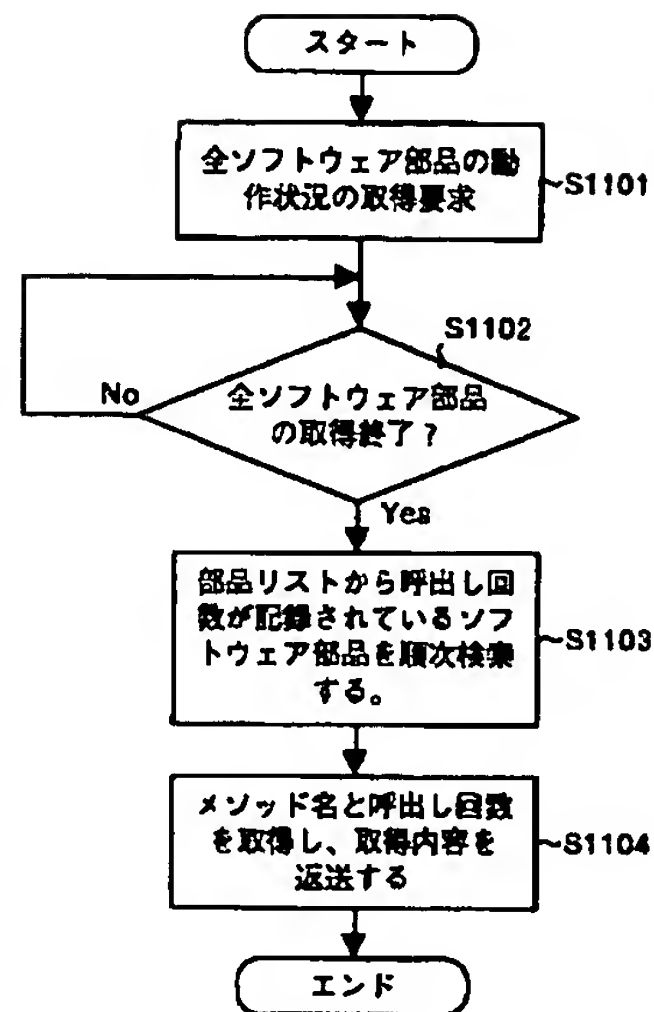 スタート
全ソフトウェア部品の動
作状況の取得要求
~S1101
S1102
No
全ソフトウェア部品
の取得終了?
Yes
部品リストから呼出し回
数が記録されているソフ
トウェア部品を順次検索
する。
~S1103
メソッド名と呼出し回数
を取得し、取得内容を
返送する
~S1104
エンド